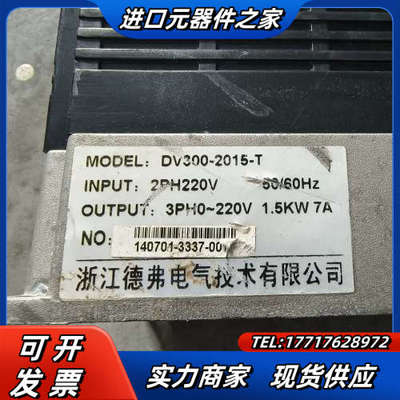 进口元器件之家
MODEL: DV300-2015-T
INPUT: 2PH220V 50/60Hz
OUTPUT: 3PH0~220V 1.5KW 7A
NO:
140701-3337-001
浙江德弗电气技术有限公司
可开
发票
TEL:17717628972
实力商家 现货供应